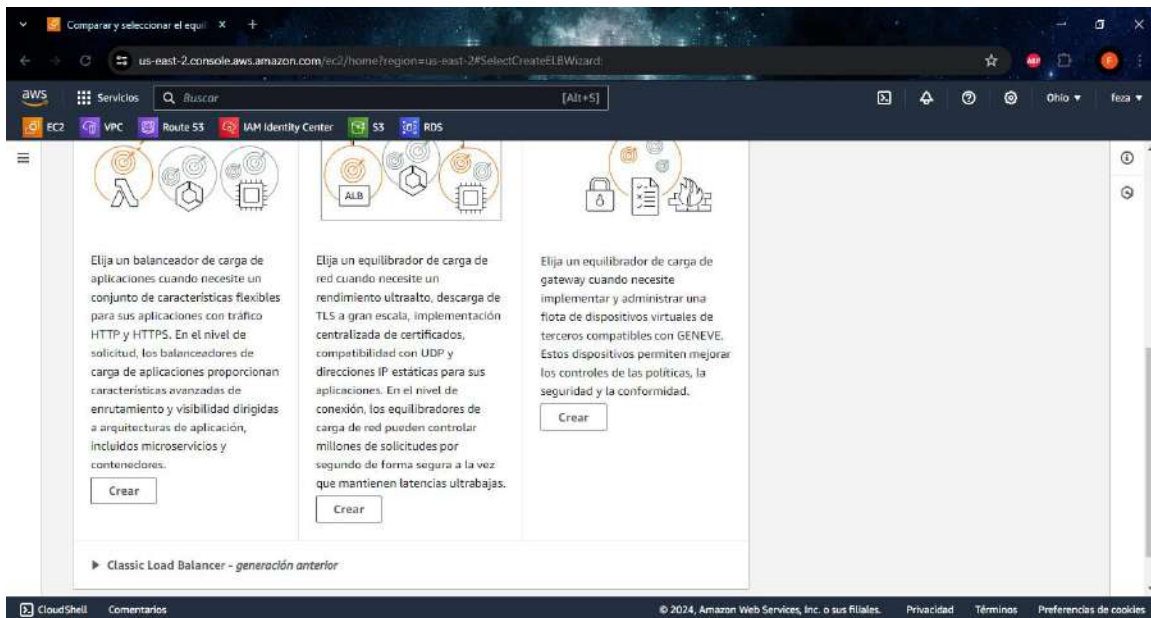 Comparar y seleccionar el equil
us-east-2.console.aws.amazon.com/ec2/home?region=us-east-2#SelectCreateELBWizard:
aws
Servicios
Buscar
[Alt+S]
Ohio
feza
EC2
VPC
Route 53
IAM Identity Center
S3
RDS
ALB
Elija un balanceador de carga de
aplicaciones cuando necesite un
conjunto de características flexibles
para sus aplicaciones con tráfico
HTTP y HTTPS. En el nivel de
solicitud, los balanceadores de
carga de aplicaciones proporcionan
características avanzadas de
enrutamiento y visibilidad dirigidas
a arquitecturas de aplicación,
incluidos microservicios y
contenedores.
Crear
Elija un equilibrador de carga de
red cuando necesite un
rendimiento ultraalto, descarga de
TLS a gran escala, implementación
centralizada de certificados,
compatibilidad con UDP y
direcciones IP estáticas para sus
aplicaciones. En el nivel de
conexión, los equilibradores de
carga de red pueden controlar
millones de solicitudes por
segundo de forma segura a la vez
que mantienen latencias ultrabajas.
Crear
Elija un equilibrador de carga de
gateway cuando necesite
implementar y administrar una
flota de dispositivos virtuales de
terceros compatibles con GENEVE.
Estos dispositivos permiten mejorar
los controles de las políticas, la
seguridad y la conformidad.
Crear
Classic Load Balancer - generación anterior
CloudShell
Comentarios
© 2024, Amazon Web Services, Inc. o sus filiales.
Privacidad
Términos
Preferencias de cookies